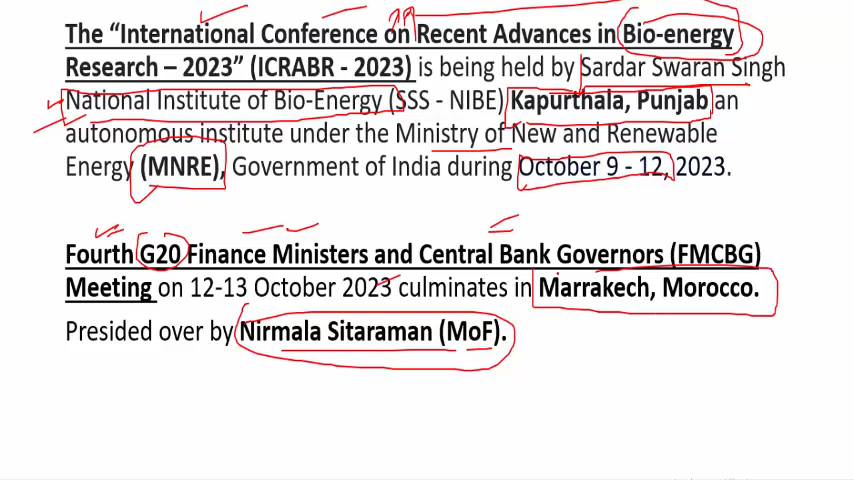 The “International Conference on Recent Advances in Bio-energy
Research – 2023” (ICRABR - 2023) is being held by Sardar Swaran Singh
National Institute of Bio-Energy (SSS - NIBE) Kapurthala, Punjab an
autonomous institute under the Ministry of New and Renewable
Energy (MNRE), Government of India during October 9 - 12, 2023.
Fourth G20 Finance Ministers and Central Bank Governors (FMCBG)
Meeting on 12-13 October 2023 culminates in Marrakech, Morocco.
Presided over by Nirmala Sitaraman (MoF).